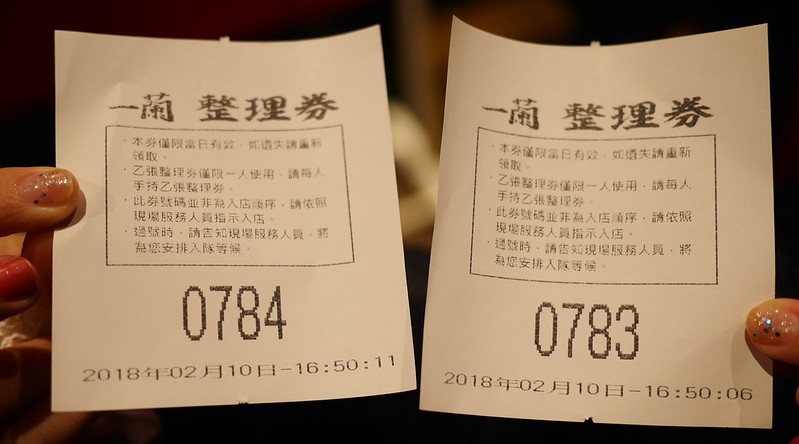 一蘭 整理券
・本券僅限當日有效，如遺失請重新
領取。
・乙張整理券僅限一人使用，請每人
手持乙張整理券。
・此券號碼並非為入店順序，請依照
現場服務人員指示入店。
・過號時，請告知現場服務人員，將
為您安排入隊等候。
0784
2018年02月10日-16:50:11
一蘭 整理券
・本券僅限當日有效，如遺失請重新
領取。
・乙張整理券僅限一人使用，請每人
手持乙張整理券。
・此券號碼並非為入店順序，請依照
現場服務人員指示入店。
・過號時，請告知現場服務人員，將
為您安排入隊等候。
0783
2018年02月10日-16:50:06